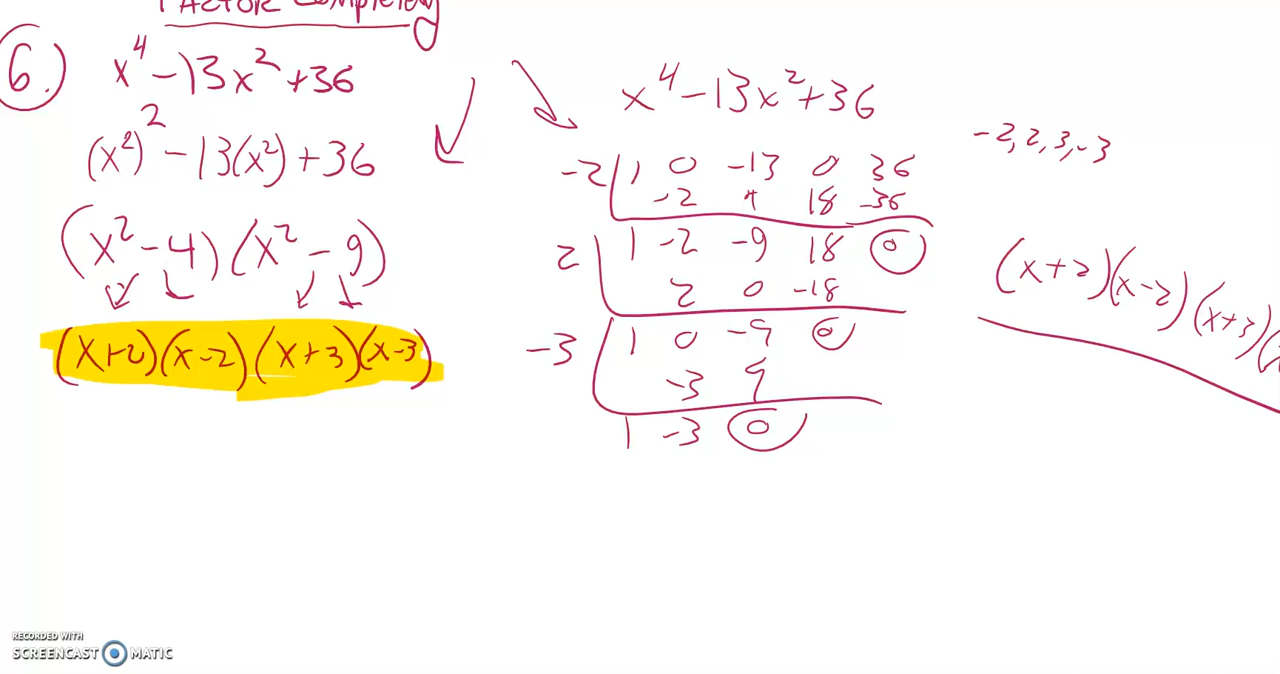 Factor Completely
6.)
x⁴ - 13x² + 36
(x²)² - 13(x²) + 36
(x² - 4)(x² - 9)
(x+2)(x-2)(x+3)(x-3)
x⁴ - 13x² + 36
-2 | 1 0 -13 0 36
-2 4 18 -36
2 | 1 -2 -9 18 0
2 0 -18
-3 | 1 0 -9 0
-3 9
1 -3 0
-2, 2, 3, -3
(x+2)(x-2)(x+3)(
RECORDED WITH
SCREENCAST MATIC